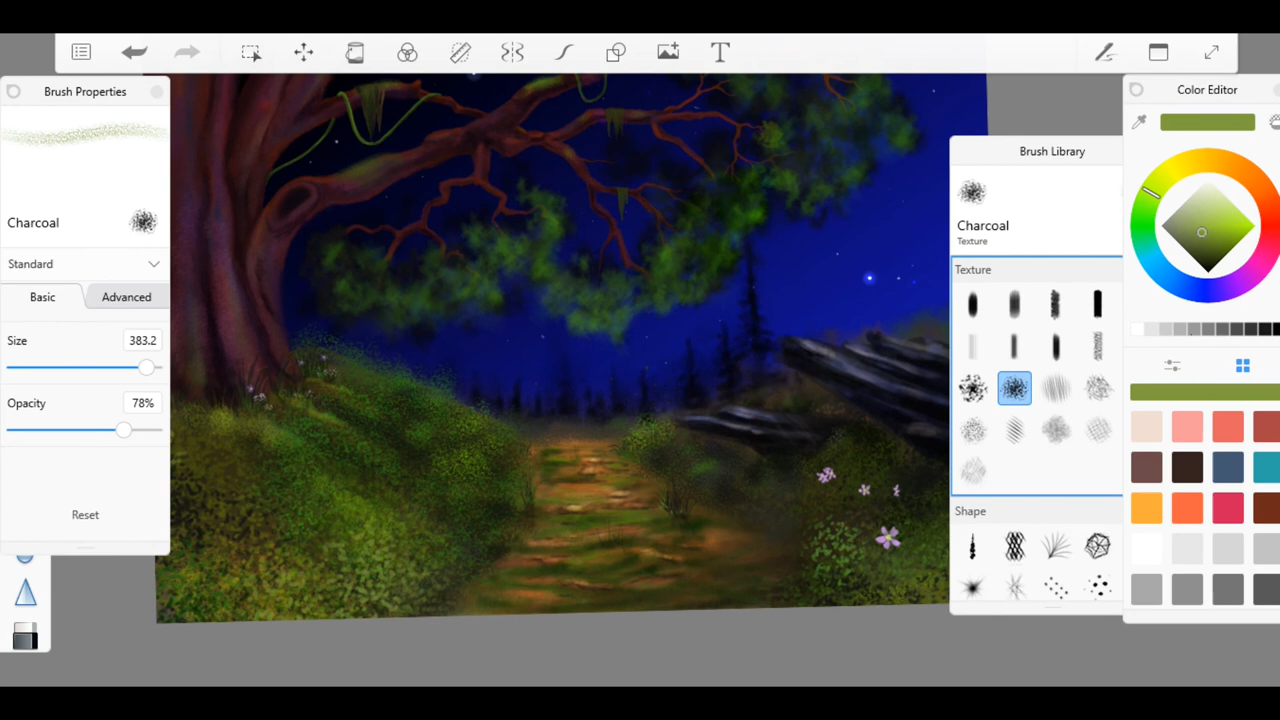 T
Brush Properties
Charcoal
Standard
Basic
Advanced
Size
383.2
Opacity
78%
Reset
Brush Library
Charcoal
Texture
Texture
Shape
Color Editor